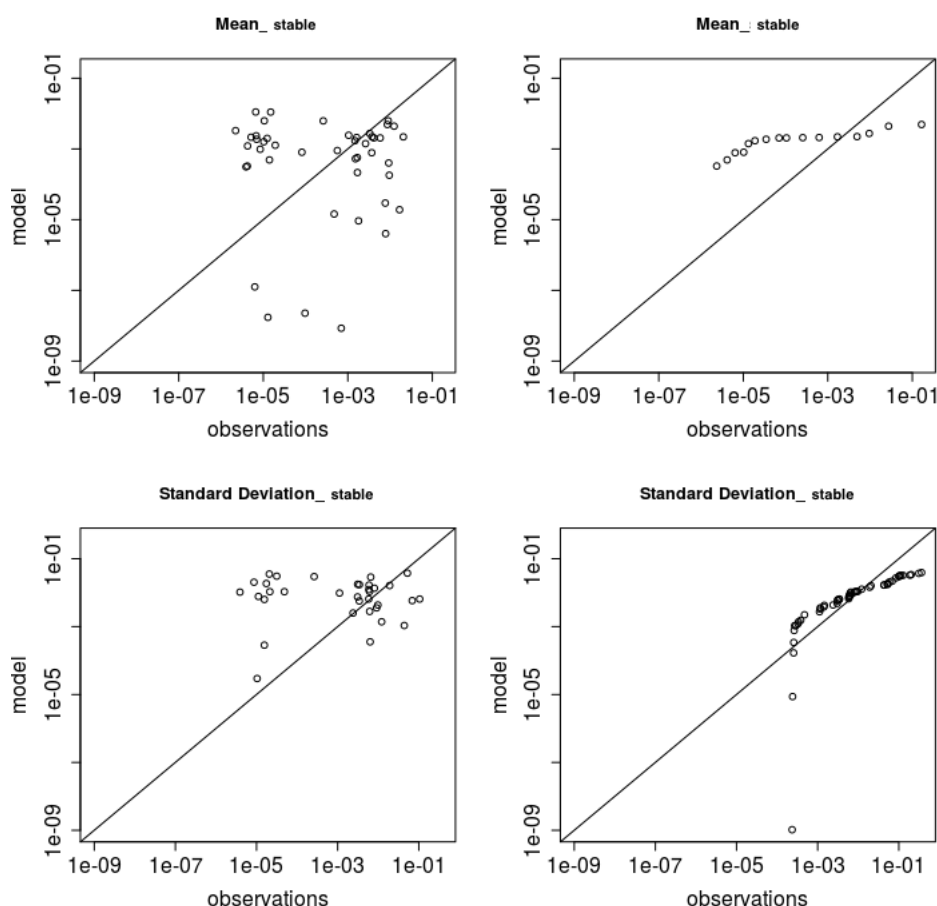 Mean_ stable
1e-01
1e-05
1e-09
model
1e-09 1e-07 1e-05 1e-03 1e-01
observations
Mean_: stable
1e-01
1e-05
1e-09
model
1e-09 1e-07 1e-05 1e-03 1e-01
observations
Standard Deviation_ stable
1e-01
1e-05
1e-09
model
1e-09 1e-07 1e-05 1e-03 1e-01
observations
Standard Deviation_ stable
1e-01
1e-05
1e-09
model
1e-09 1e-07 1e-05 1e-03 1e-01
observations